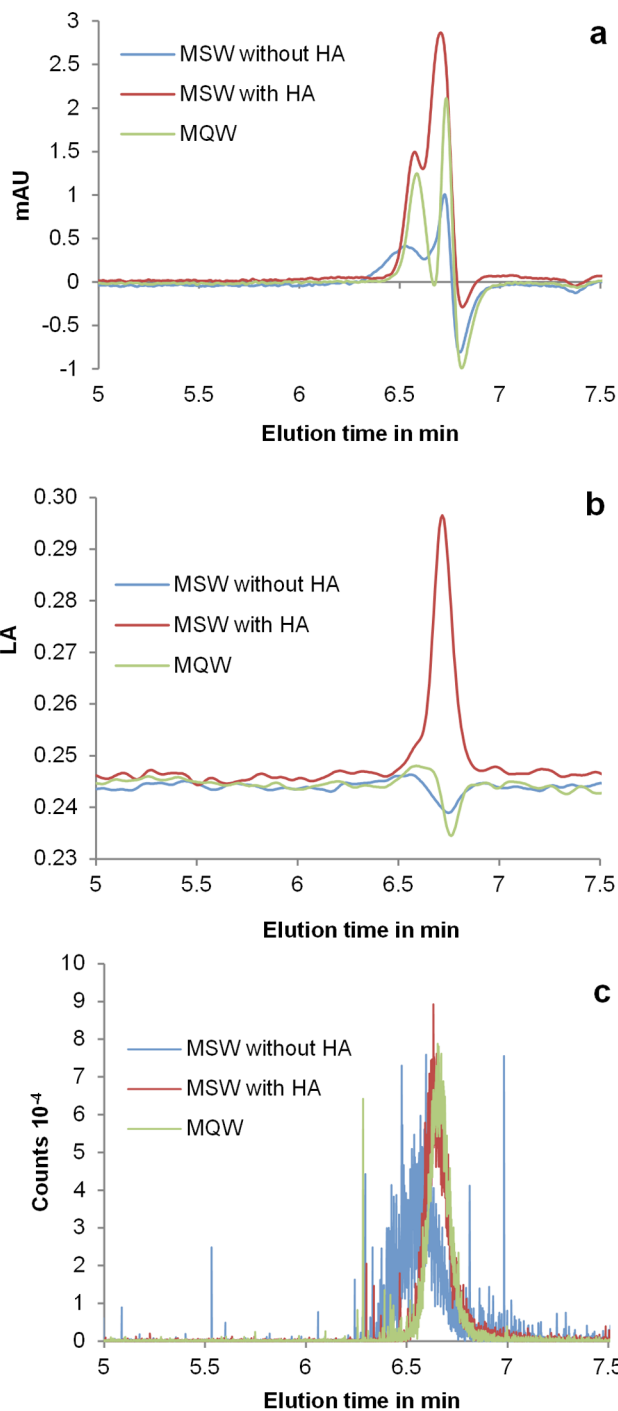 a
3
2.5
2
1.5
1
0.5
0
-0.5
-1
mAU
MSW without HA
MSW with HA
MQW
5 5.5 6 6.5 7 7.5
Elution time in min
b
0.30
0.29
0.28
0.27
0.26
0.25
0.24
0.23
LA
MSW without HA
MSW with HA
MQW
5 5.5 6 6.5 7 7.5
Elution time in min
c
10
9
8
7
6
5
4
3
2
1
0
Counts 10-4
MSW without HA
MSW with HA
MQW
5 5.5 6 6.5 7 7.5
Elution time in min